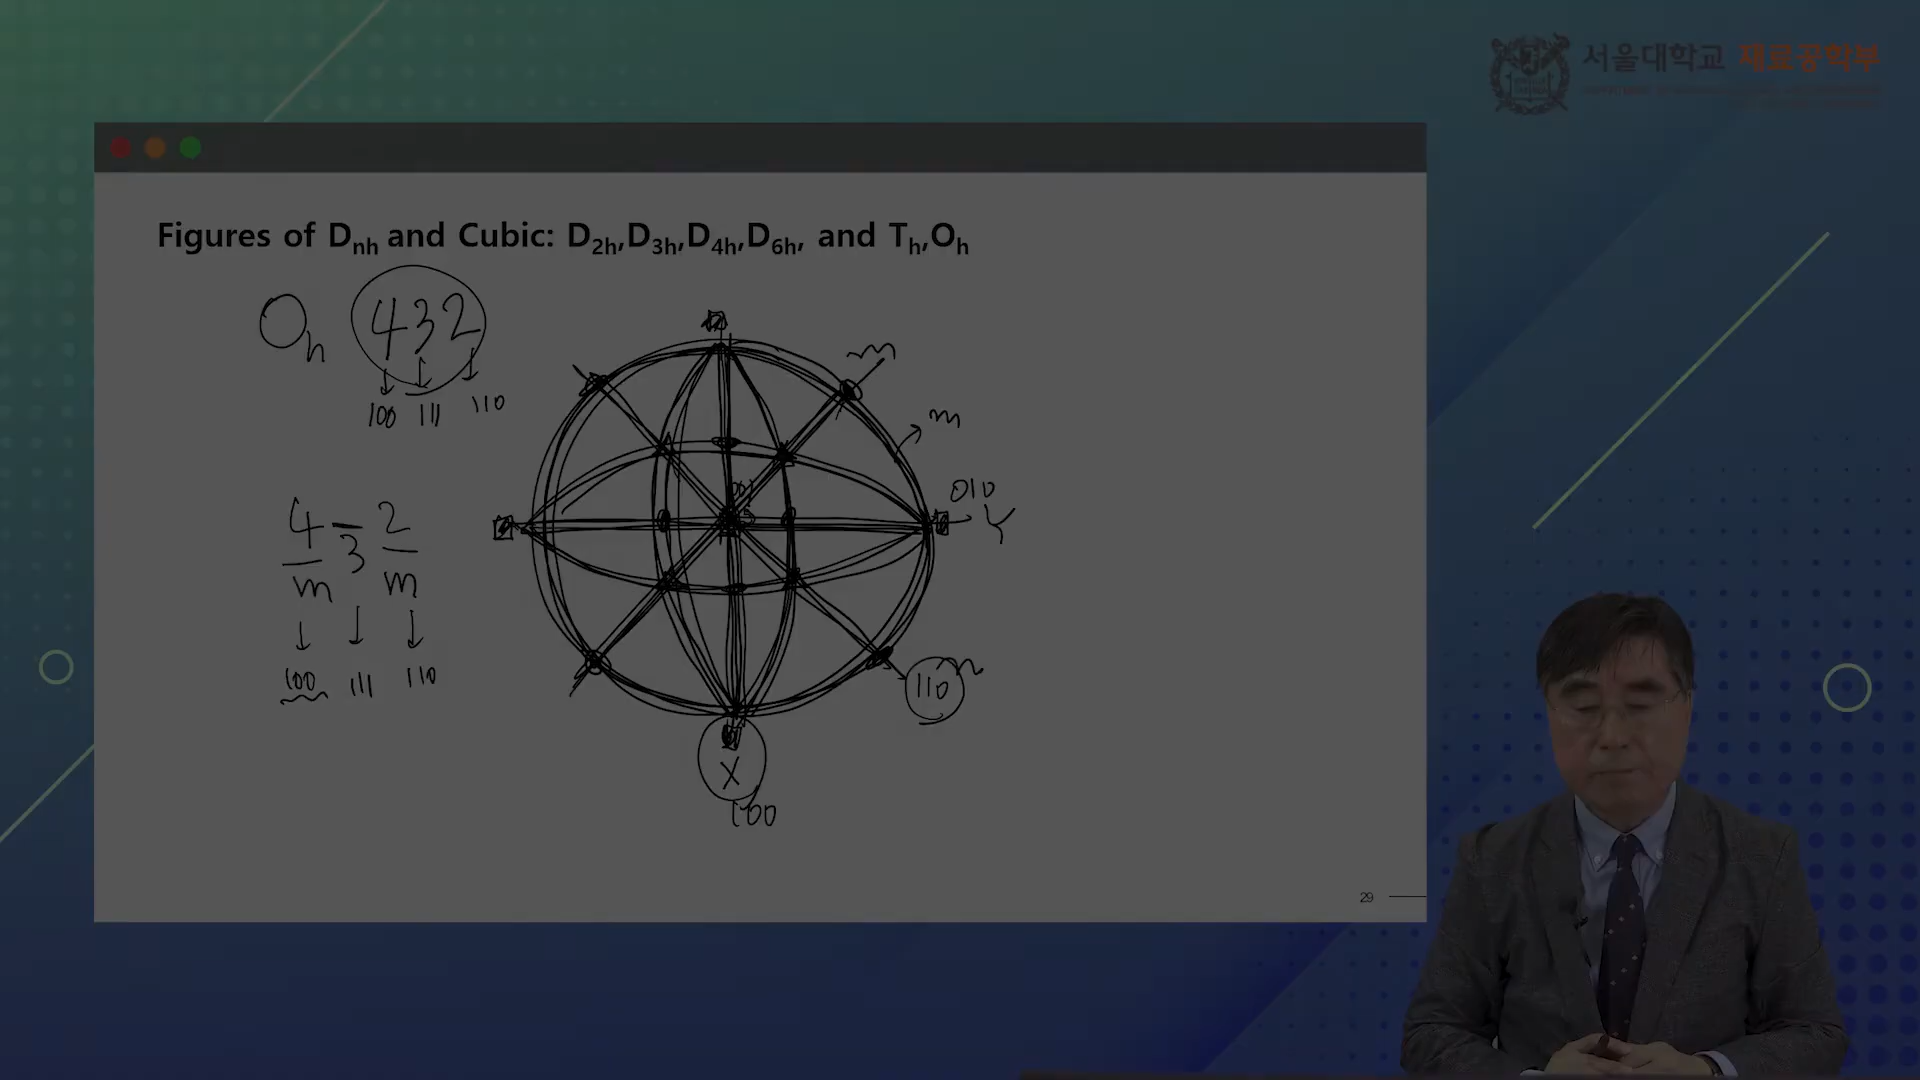 서울대학교 재료공학부
Figures of Dnh and Cubic: D2h,D3h,D4h,D6h, and Th,Oh
Oh 432
100 111 110
m
m
001
010
Y
4/m 3̅ 2/m
100 111 110
m
110
X
100
29